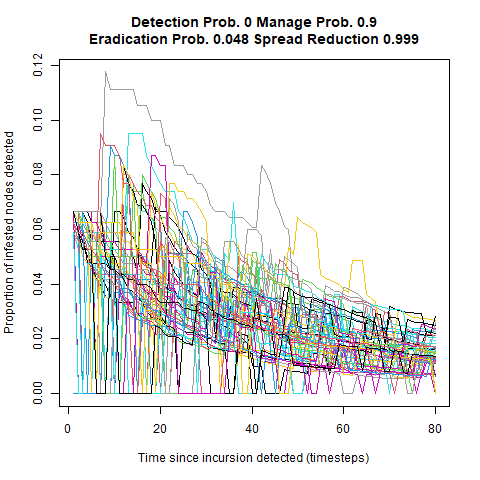 Detection Prob. 0 Manage Prob. 0.9
Eradication Prob. 0.048 Spread Reduction 0.999
Proportion of infested nodes detected
0.12
0.10
0.08
0.06
0.04
0.02
0.00
0 20 40 60 80
Time since incursion detected (timesteps)